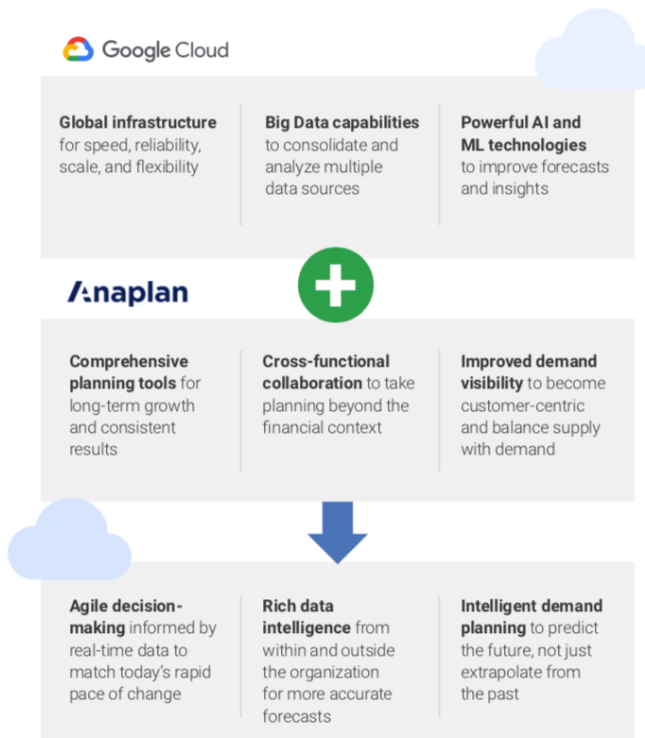 Google Cloud
Global infrastructure
for speed, reliability,
scale, and flexibility
Big Data capabilities
to consolidate and
analyze multiple
data sources
Powerful AI and
ML technologies
to improve forecasts
and insights
Anaplan
Comprehensive
planning tools for
long-term growth
and consistent
results
Cross-functional
collaboration to take
planning beyond the
financial context
Improved demand
visibility to become
customer-centric
and balance supply
with demand
Agile decision-
making informed by
real-time data to
match today's rapid
pace of change
Rich data
intelligence from
within and outside
the organization
for more accurate
forecasts
Intelligent demand
planning to predict
the future, not just
extrapolate from
the past